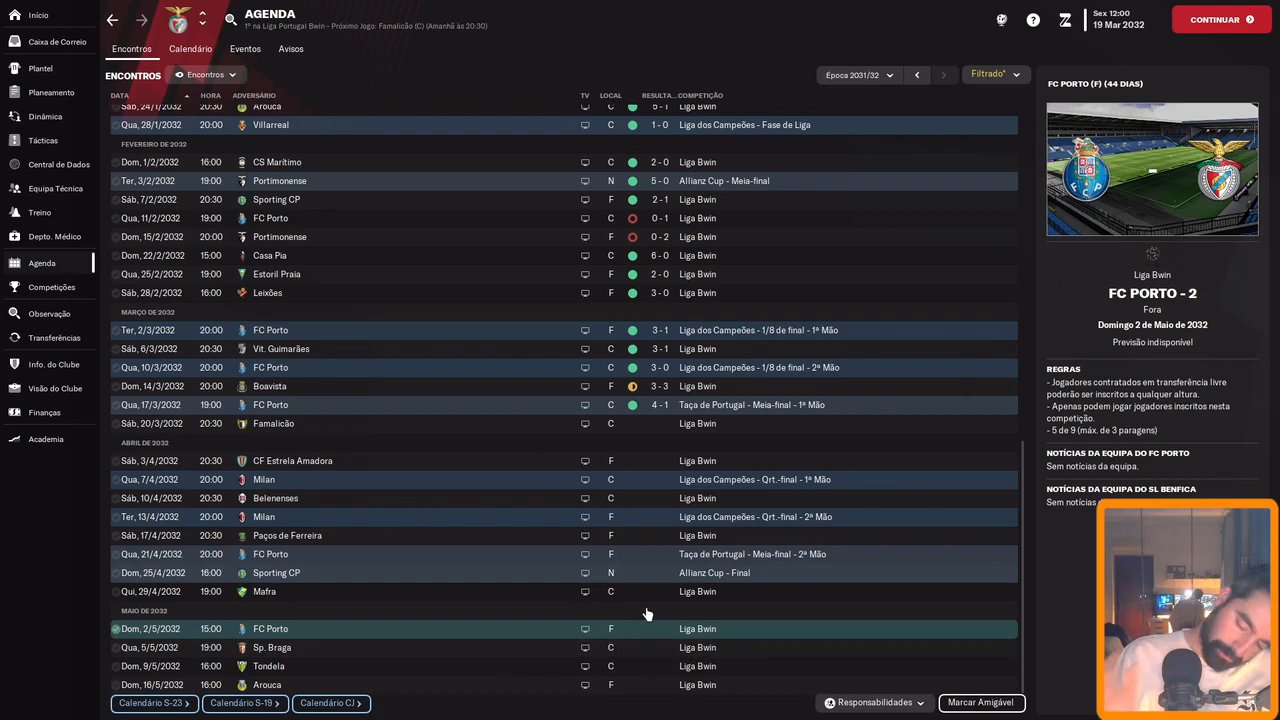 Início
Caixa de Correio
Plantel
Planeamento
Dinâmica
Tácticas
Central de Dados
Equipa Técnica
Treino
Depto. Médico
Agenda
Competições
Observação
Transferências
Info. do Clube
Visão do Clube
Finanças
Academia
AGENDA
1º na Liga Portugal Bwin - Próximo Jogo: Famalicão (C) (Amanhã às 20:30)
Sex 12:00
19 Mar 2032
CONTINUAR
Encontros Calendário Eventos Avisos
ENCONTROS Encontros Epoca 2031/32 Filtrado*
DATA HORA ADVERSÁRIO TV LOCAL RESULTA... COMPETIÇÃO
Sáb, 24/1/2032 20:30 Arouca C 5 - 1 Liga Bwin
Qua, 28/1/2032 20:00 Villarreal C 1 - 0 Liga dos Campeões - Fase de Liga
FEVEREIRO DE 2032
Dom, 1/2/2032 16:00 CS Marítimo C 2 - 0 Liga Bwin
Ter, 3/2/2032 19:00 Portimonense N 5 - 0 Allianz Cup - Meia-final
Sáb, 7/2/2032 20:30 Sporting CP F 2 - 1 Liga Bwin
Qua, 11/2/2032 19:00 FC Porto C 0 - 1 Liga Bwin
Dom, 15/2/2032 20:00 Portimonense F 0 - 2 Liga Bwin
Dom, 22/2/2032 15:00 Casa Pia C 6 - 0 Liga Bwin
Qua, 25/2/2032 19:00 Estoril Praia F 2 - 0 Liga Bwin
Sáb, 28/2/2032 16:00 Leixões F 3 - 0 Liga Bwin
MARÇO DE 2032
Ter, 2/3/2032 20:00 FC Porto F 3 - 1 Liga dos Campeões - 1/8 de final - 1ª Mão
Sáb, 6/3/2032 20:30 Vit. Guimarães C 3 - 1 Liga Bwin
Qua, 10/3/2032 20:00 FC Porto C 3 - 0 Liga dos Campeões - 1/8 de final - 2ª Mão
Dom, 14/3/2032 20:00 Boavista F 3 - 3 Liga Bwin
Qua, 17/3/2032 19:00 FC Porto C 4 - 1 Taça de Portugal - Meia-final - 1ª Mão
Sáb, 20/3/2032 20:30 Famalicão C Liga Bwin
ABRIL DE 2032
Sáb, 3/4/2032 20:30 CF Estrela Amadora F Liga Bwin
Qua, 7/4/2032 20:00 Milan C Liga dos Campeões - Qrt.-final - 1ª Mão
Sáb, 10/4/2032 20:30 Belenenses C Liga Bwin
Ter, 13/4/2032 20:00 Milan F Liga dos Campeões - Qrt.-final - 2ª Mão
Sáb, 17/4/2032 20:30 Paços de Ferreira F Liga Bwin
Qua, 21/4/2032 20:00 FC Porto F Taça de Portugal - Meia-final - 2ª Mão
Dom, 25/4/2032 16:00 Sporting CP N Allianz Cup - Final
Qui, 29/4/2032 19:00 Mafra C Liga Bwin
MAIO DE 2032
Dom, 2/5/2032 15:00 FC Porto F Liga Bwin
Qua, 5/5/2032 19:00 Sp. Braga C Liga Bwin
Dom, 9/5/2032 16:00 Tondela C Liga Bwin
Dom, 16/5/2032 16:00 Arouca F Liga Bwin
Calendário S-23 Calendário S-19 Calendário CJ Responsabilidades Marcar Amigável
FC PORTO (F) (44 DIAS)
Liga Bwin
FC PORTO - 2
Fora
Domingo 2 de Maio de 2032
Previsão indisponível
REGRAS
- Jogadores contratados em transferência livre
poderão ser inscritos a qualquer altura.
- Apenas podem jogar jogadores inscritos nesta
competição.
- 5 de 9 (máx. de 3 paragens)
NOTÍCIAS DA EQUIPA DO FC PORTO
Sem notícias da equipa.
NOTÍCIAS DA EQUIPA DO SL BENFICA
Sem notícias